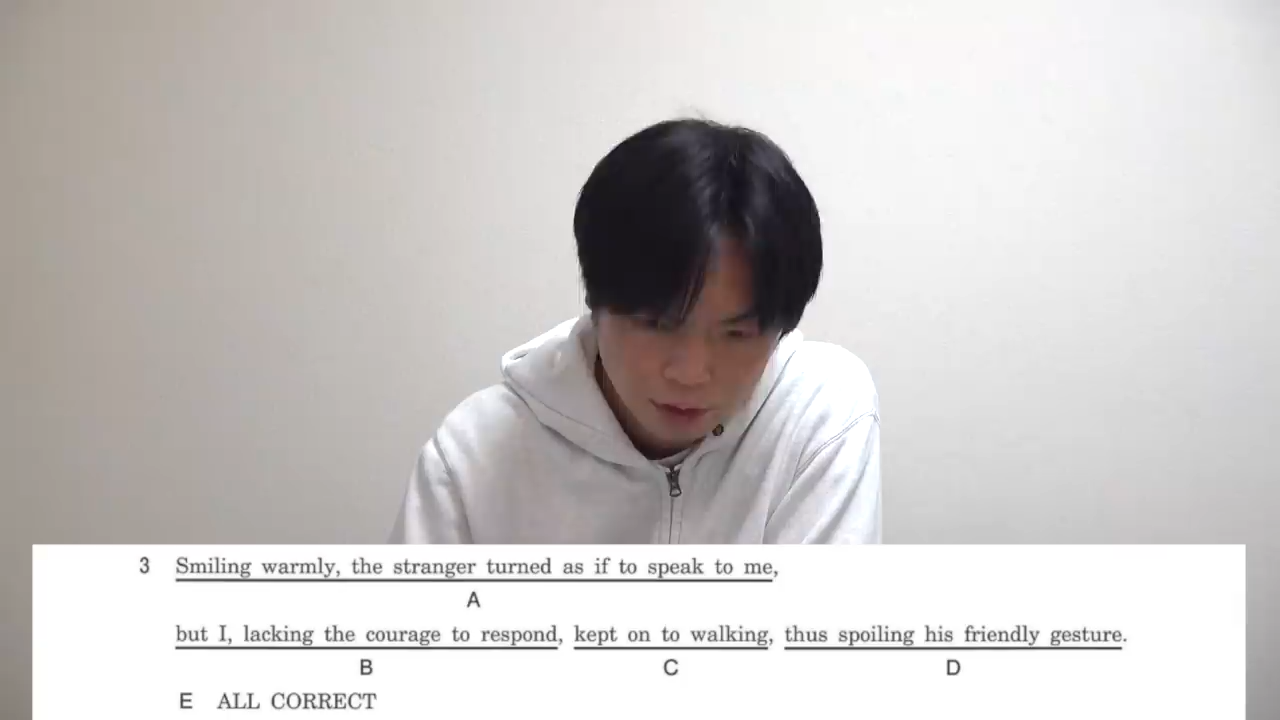 3 Smiling warmly, the stranger turned as if to speak to me,
A
but I, lacking the courage to respond, kept on to walking, thus spoiling his friendly gesture.
B C D
E ALL CORRECT